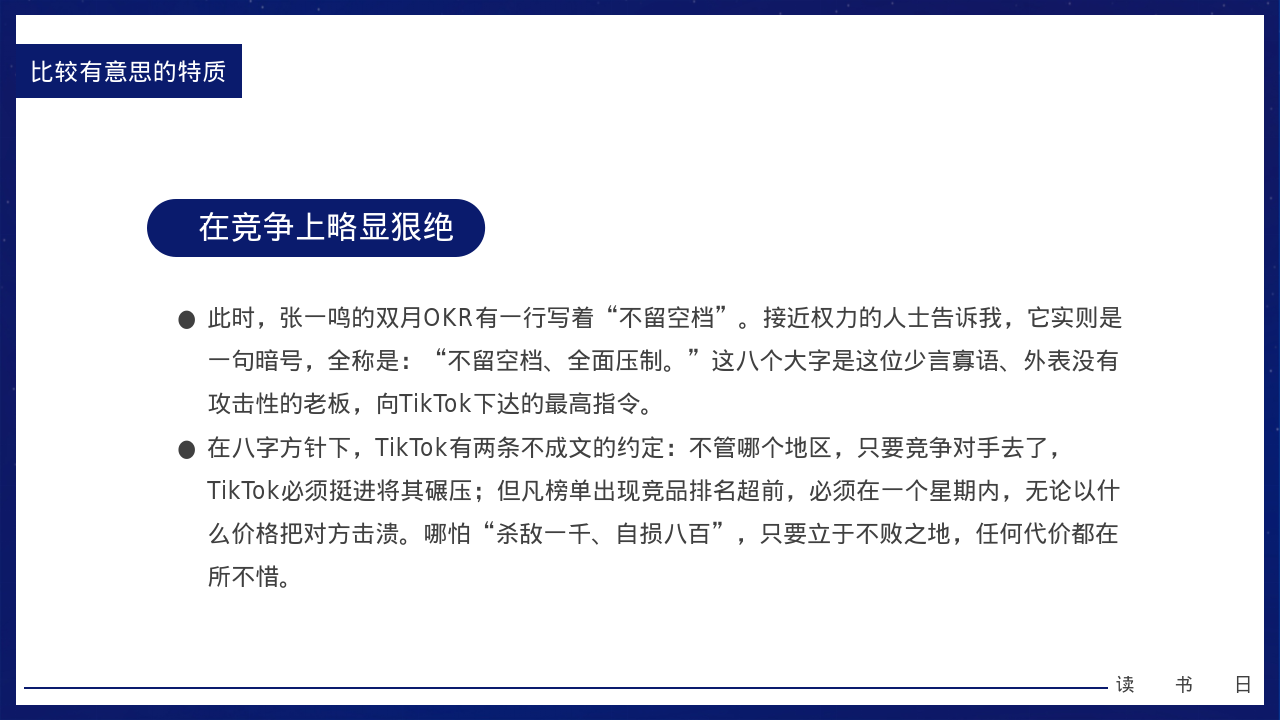 比较有意思的特质
在竞争上略显狠绝
● 此时，张一鸣的双月OKR有一行写着“不留空档”。接近权力的人士告诉我，它实则是
一句暗号，全称是：“不留空档、全面压制。”这八个大字是这位少言寡语、外表没有
攻击性的老板，向TikTok下达的最高指令。
● 在八字方针下，TikTok有两条不成文的约定：不管哪个地区，只要竞争对手去了，
TikTok必须挺进将其碾压；但凡榜单出现竞品排名超前，必须在一个星期内，无论以什
么价格把对方击溃。哪怕“杀敌一千、自损八百”，只要立于不败之地，任何代价都在
所不惜。
读 书 日